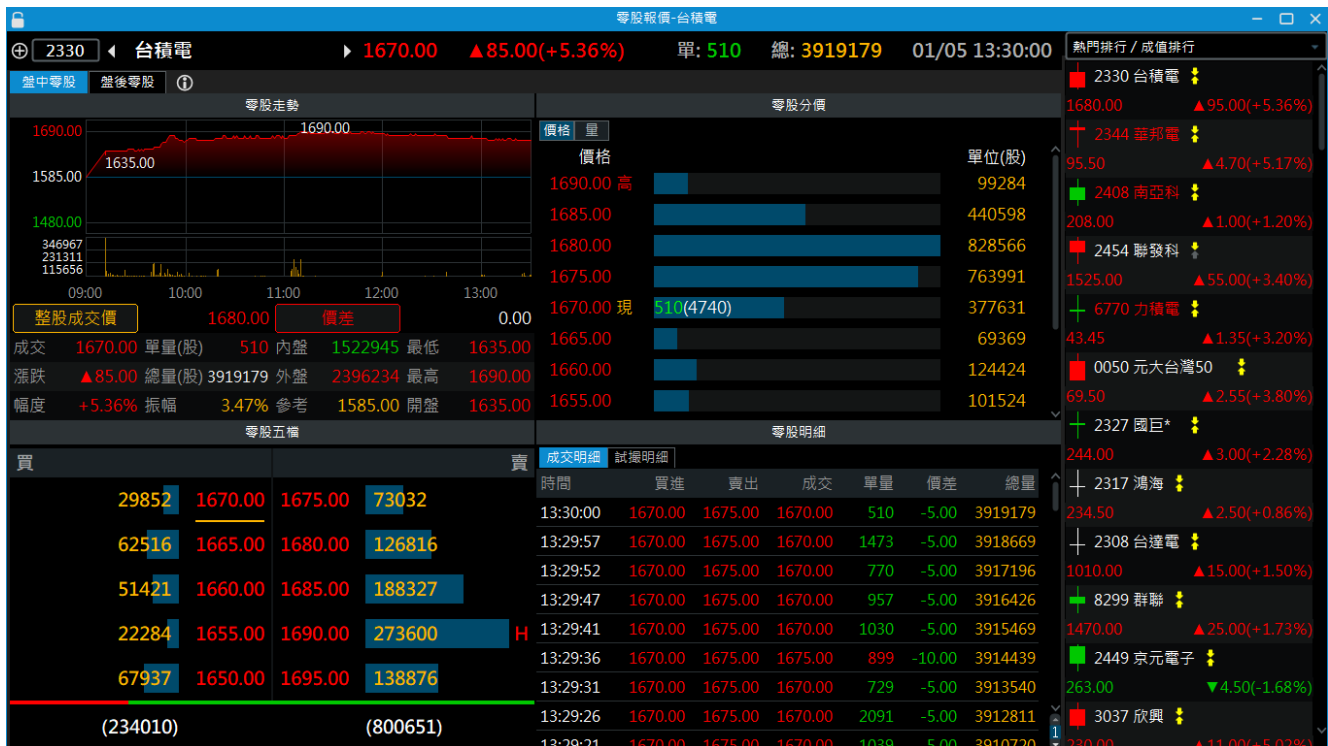 零股報價-台積電
2330 台積電 1670.00 ▲85.00(+5.36%) 單: 510 總: 3919179 01/05 13:30:00
盤中零股 盤後零股
零股走勢
1690.00 1690.00
1635.00
1585.00
1480.00
346967
231311
115656
09:00 10:00 11:00 12:00 13:00
整股成交價 1680.00 價差 0.00
成交 1670.00 單量(股) 510 內盤 1522945 最低 1635.00
漲跌 ▲85.00 總量(股) 3919179 外盤 2396234 最高 1690.00
幅度 +5.36% 振幅 3.47% 參考 1585.00 開盤 1635.00
零股分價
價格 量
價格 單位(股)
1690.00 高 99284
1685.00 440598
1680.00 828566
1675.00 763991
1670.00 現 510(4740) 377631
1665.00 69369
1660.00 124424
1655.00 101524
零股五檔
買 賣
29852 1670.00 1675.00 73032
62516 1665.00 1680.00 126816
51421 1660.00 1685.00 188327
22284 1655.00 1690.00 273600 H
67937 1650.00 1695.00 138876
(234010) (800651)
零股明細
成交明細 試撮明細
時間 買進 賣出 成交 單量 價差 總量
13:30:00 1670.00 1675.00 1670.00 510 -5.00 3919179
13:29:57 1670.00 1675.00 1670.00 1473 -5.00 3918669
13:29:52 1670.00 1675.00 1670.00 770 -5.00 3917196
13:29:47 1670.00 1675.00 1670.00 957 -5.00 3916426
13:29:41 1670.00 1675.00 1670.00 1030 -5.00 3915469
13:29:36 1670.00 1675.00 1675.00 899 -10.00 3914439
13:29:31 1670.00 1675.00 1670.00 729 -5.00 3913540
13:29:26 1670.00 1675.00 1670.00 2091 -5.00 3912811
13:29:21 1670.00 1675.00 1670.00 1039 -5.00 3910720
1
熱門排行 / 成值排行
2330 台積電
1680.00 ▲95.00(+5.36%)
2344 華邦電
95.50 ▲4.70(+5.17%)
2408 南亞科
208.00 ▲1.00(+1.20%)
2454 聯發科
1525.00 ▲55.00(+3.40%)
6770 力積電
43.45 ▲1.35(+3.20%)
0050 元大台灣50
69.50 ▲2.55(+3.80%)
2327 國巨*
244.00 ▲3.00(+2.28%)
2317 鴻海
234.50 ▲2.50(+0.86%)
2308 台達電
1010.00 ▲15.00(+1.50%)
8299 群聯
1470.00 ▲25.00(+1.73%)
2449 京元電子
263.00 ▼4.50(-1.68%)
3037 欣興
230.00 ▲11.00(+5.02%)